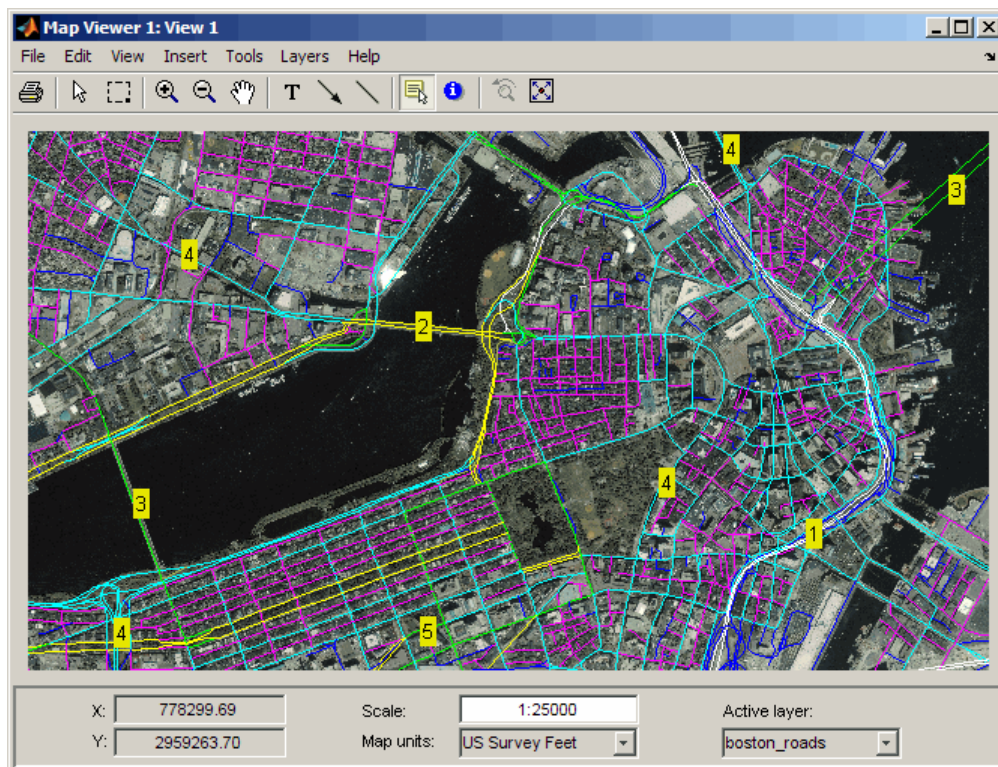 Map Viewer 1: View 1
File Edit View Insert Tools Layers Help
T
4
3
4
2
4
3
1
5
4
X: 778299.69 Scale: 1:25000 Active layer:
Y: 2959263.70 Map units: US Survey Feet boston_roads